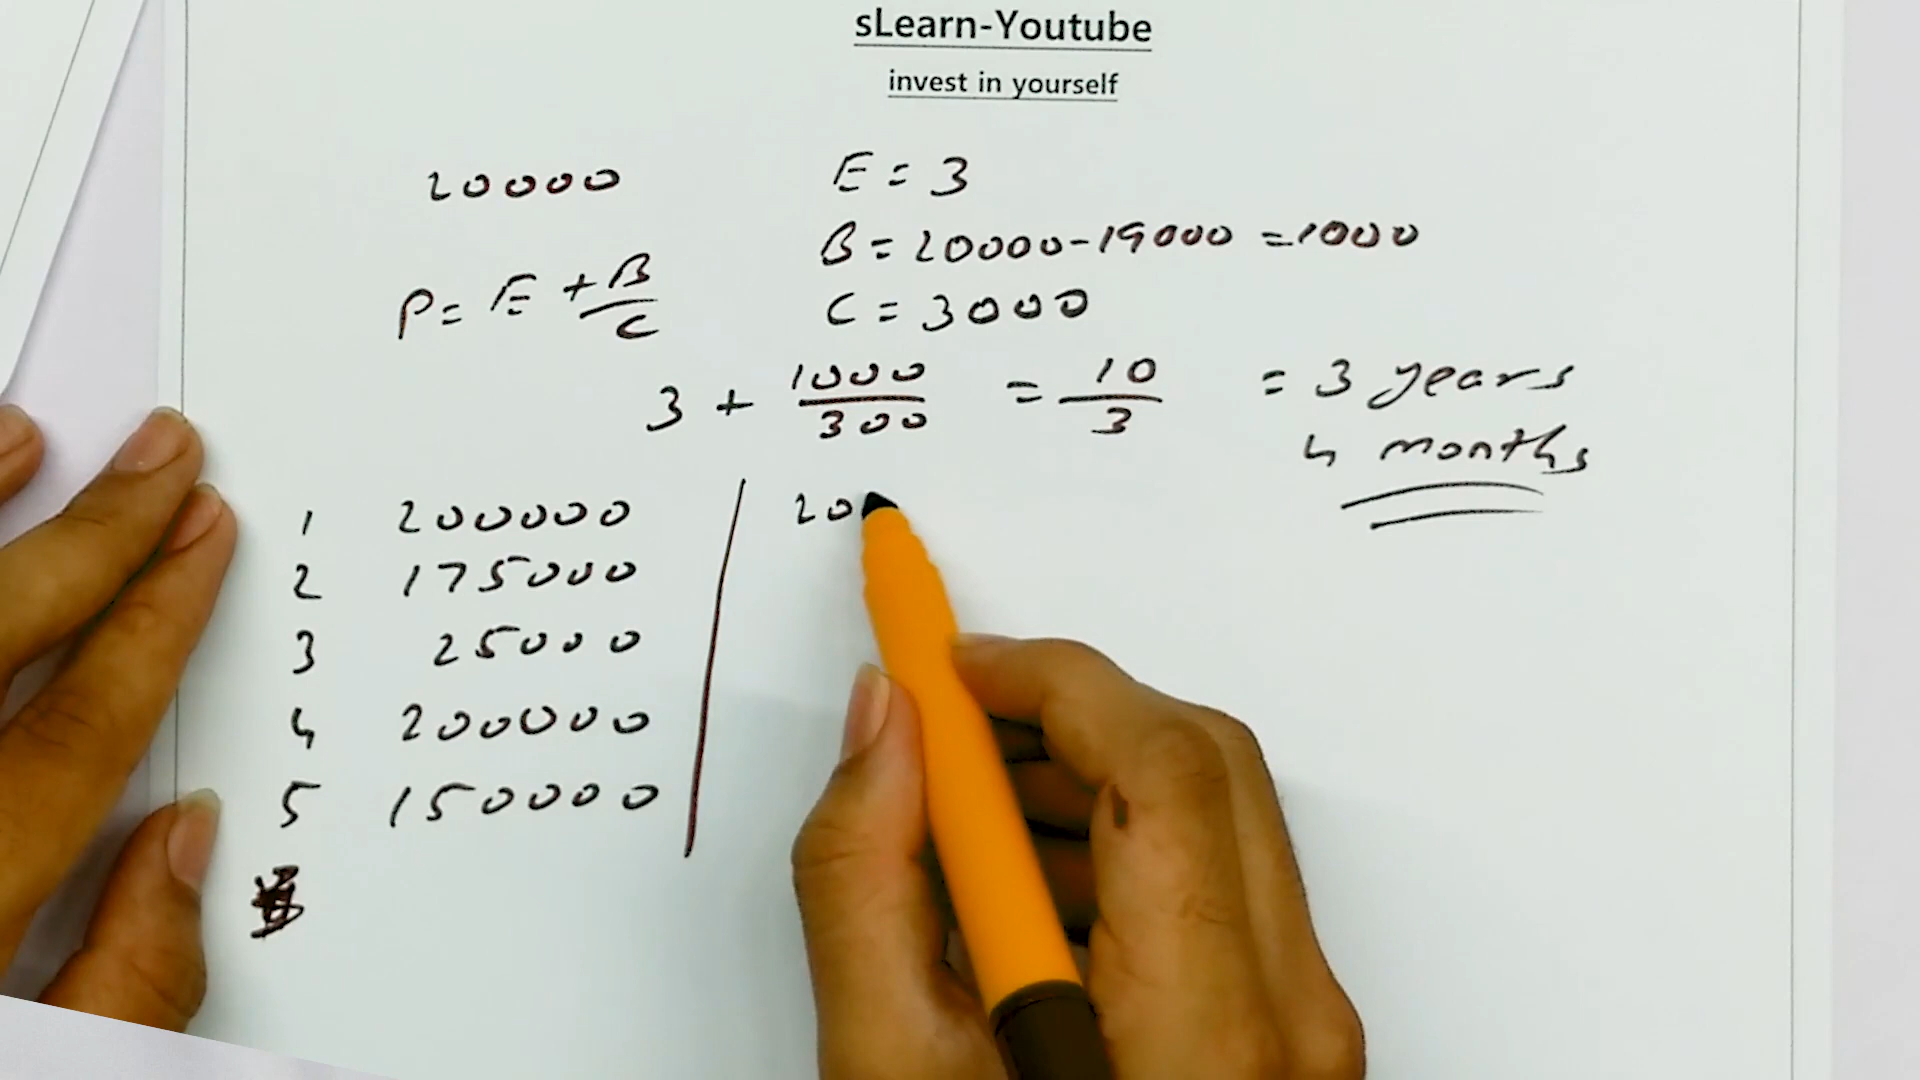 sLearn-Youtube
invest in yourself
20000
E = 3
B = 20000-19000 =1000
P = E + B/C
C = 3000
3 + 1000/300 = 10/3 = 3 years
4 months
1 200000 20
2 175000
3 25000
4 200000
5 150000